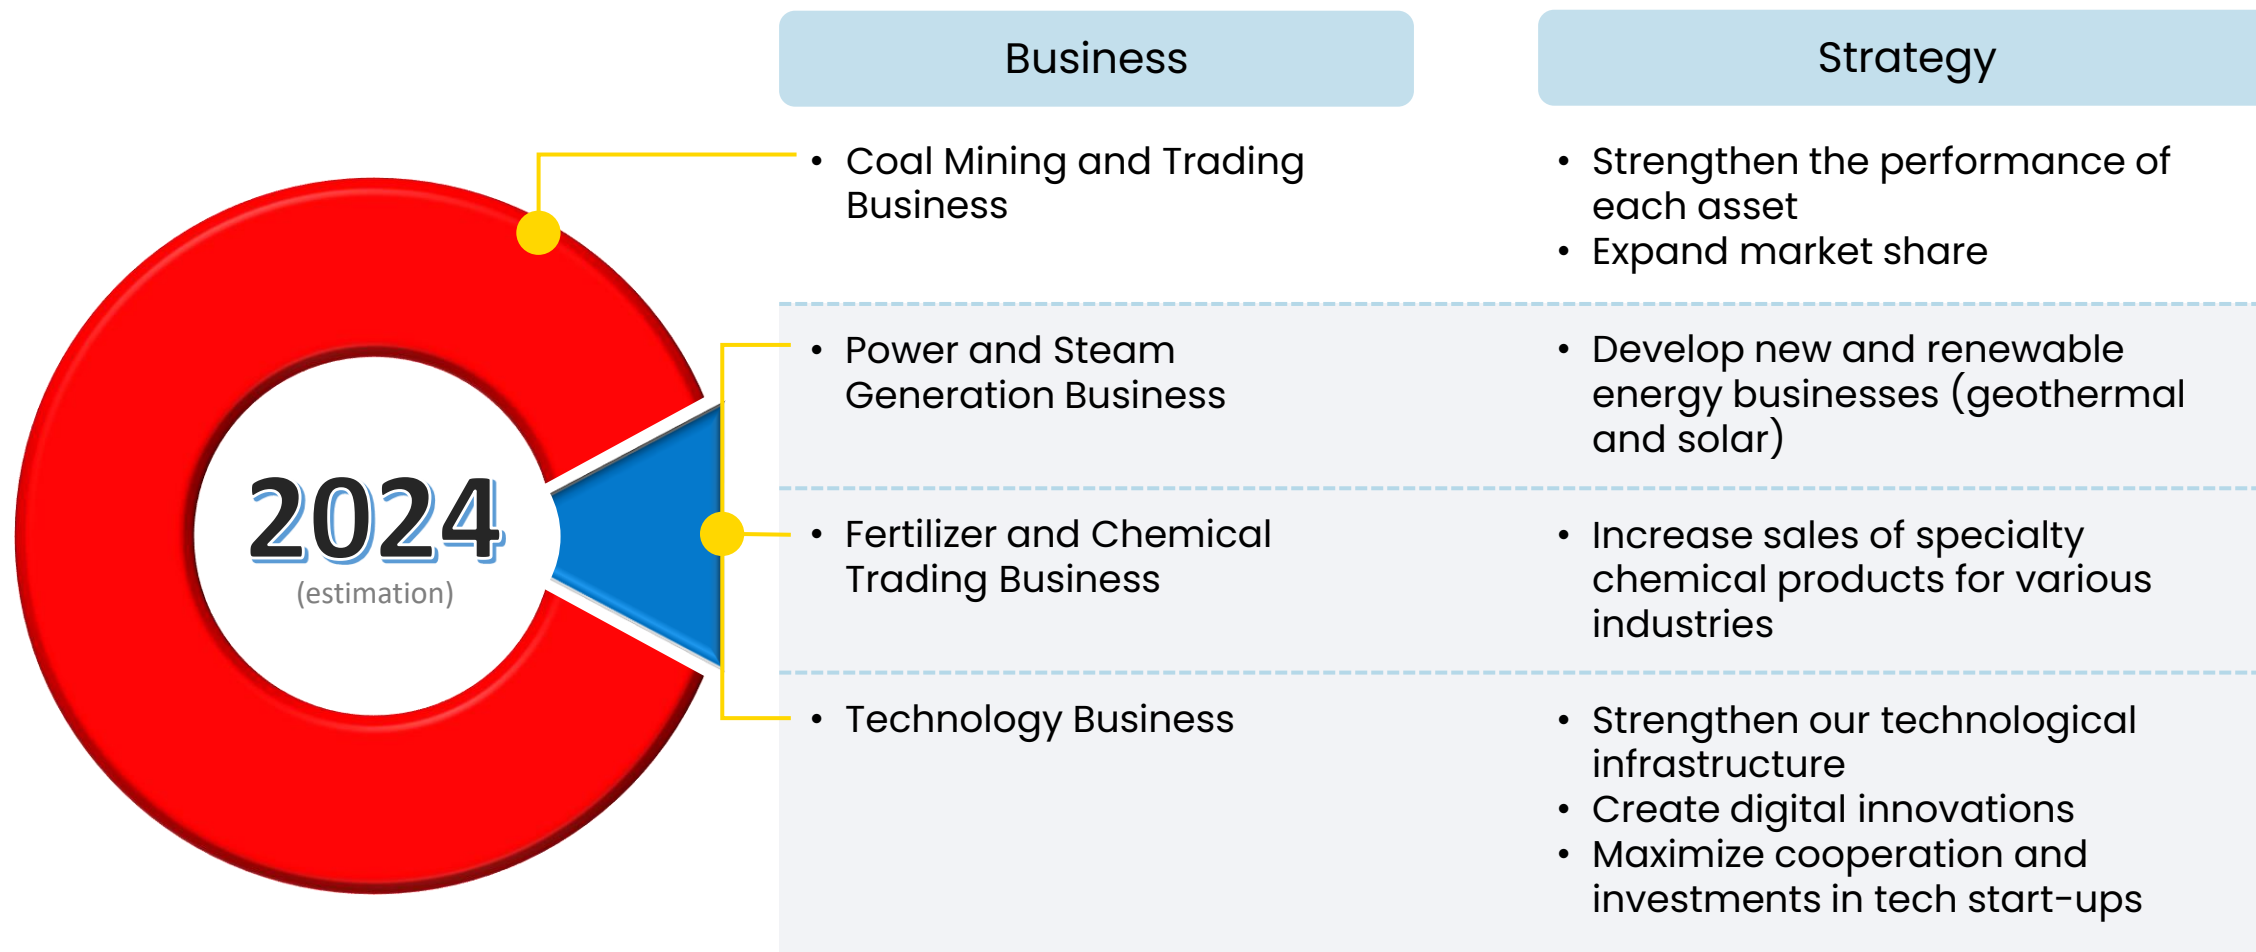 Business
Strategy
• Coal Mining and Trading
Business
• Strengthen the performance of
each asset
• Expand market share
• Power and Steam
Generation Business
• Develop new and renewable
energy businesses (geothermal
and solar)
2024
(estimation)
• Fertilizer and Chemical
Trading Business
• Increase sales of specialty
chemical products for various
industries
• Technology Business
• Strengthen our technological
infrastructure
• Create digital innovations
• Maximize cooperation and
investments in tech start-ups